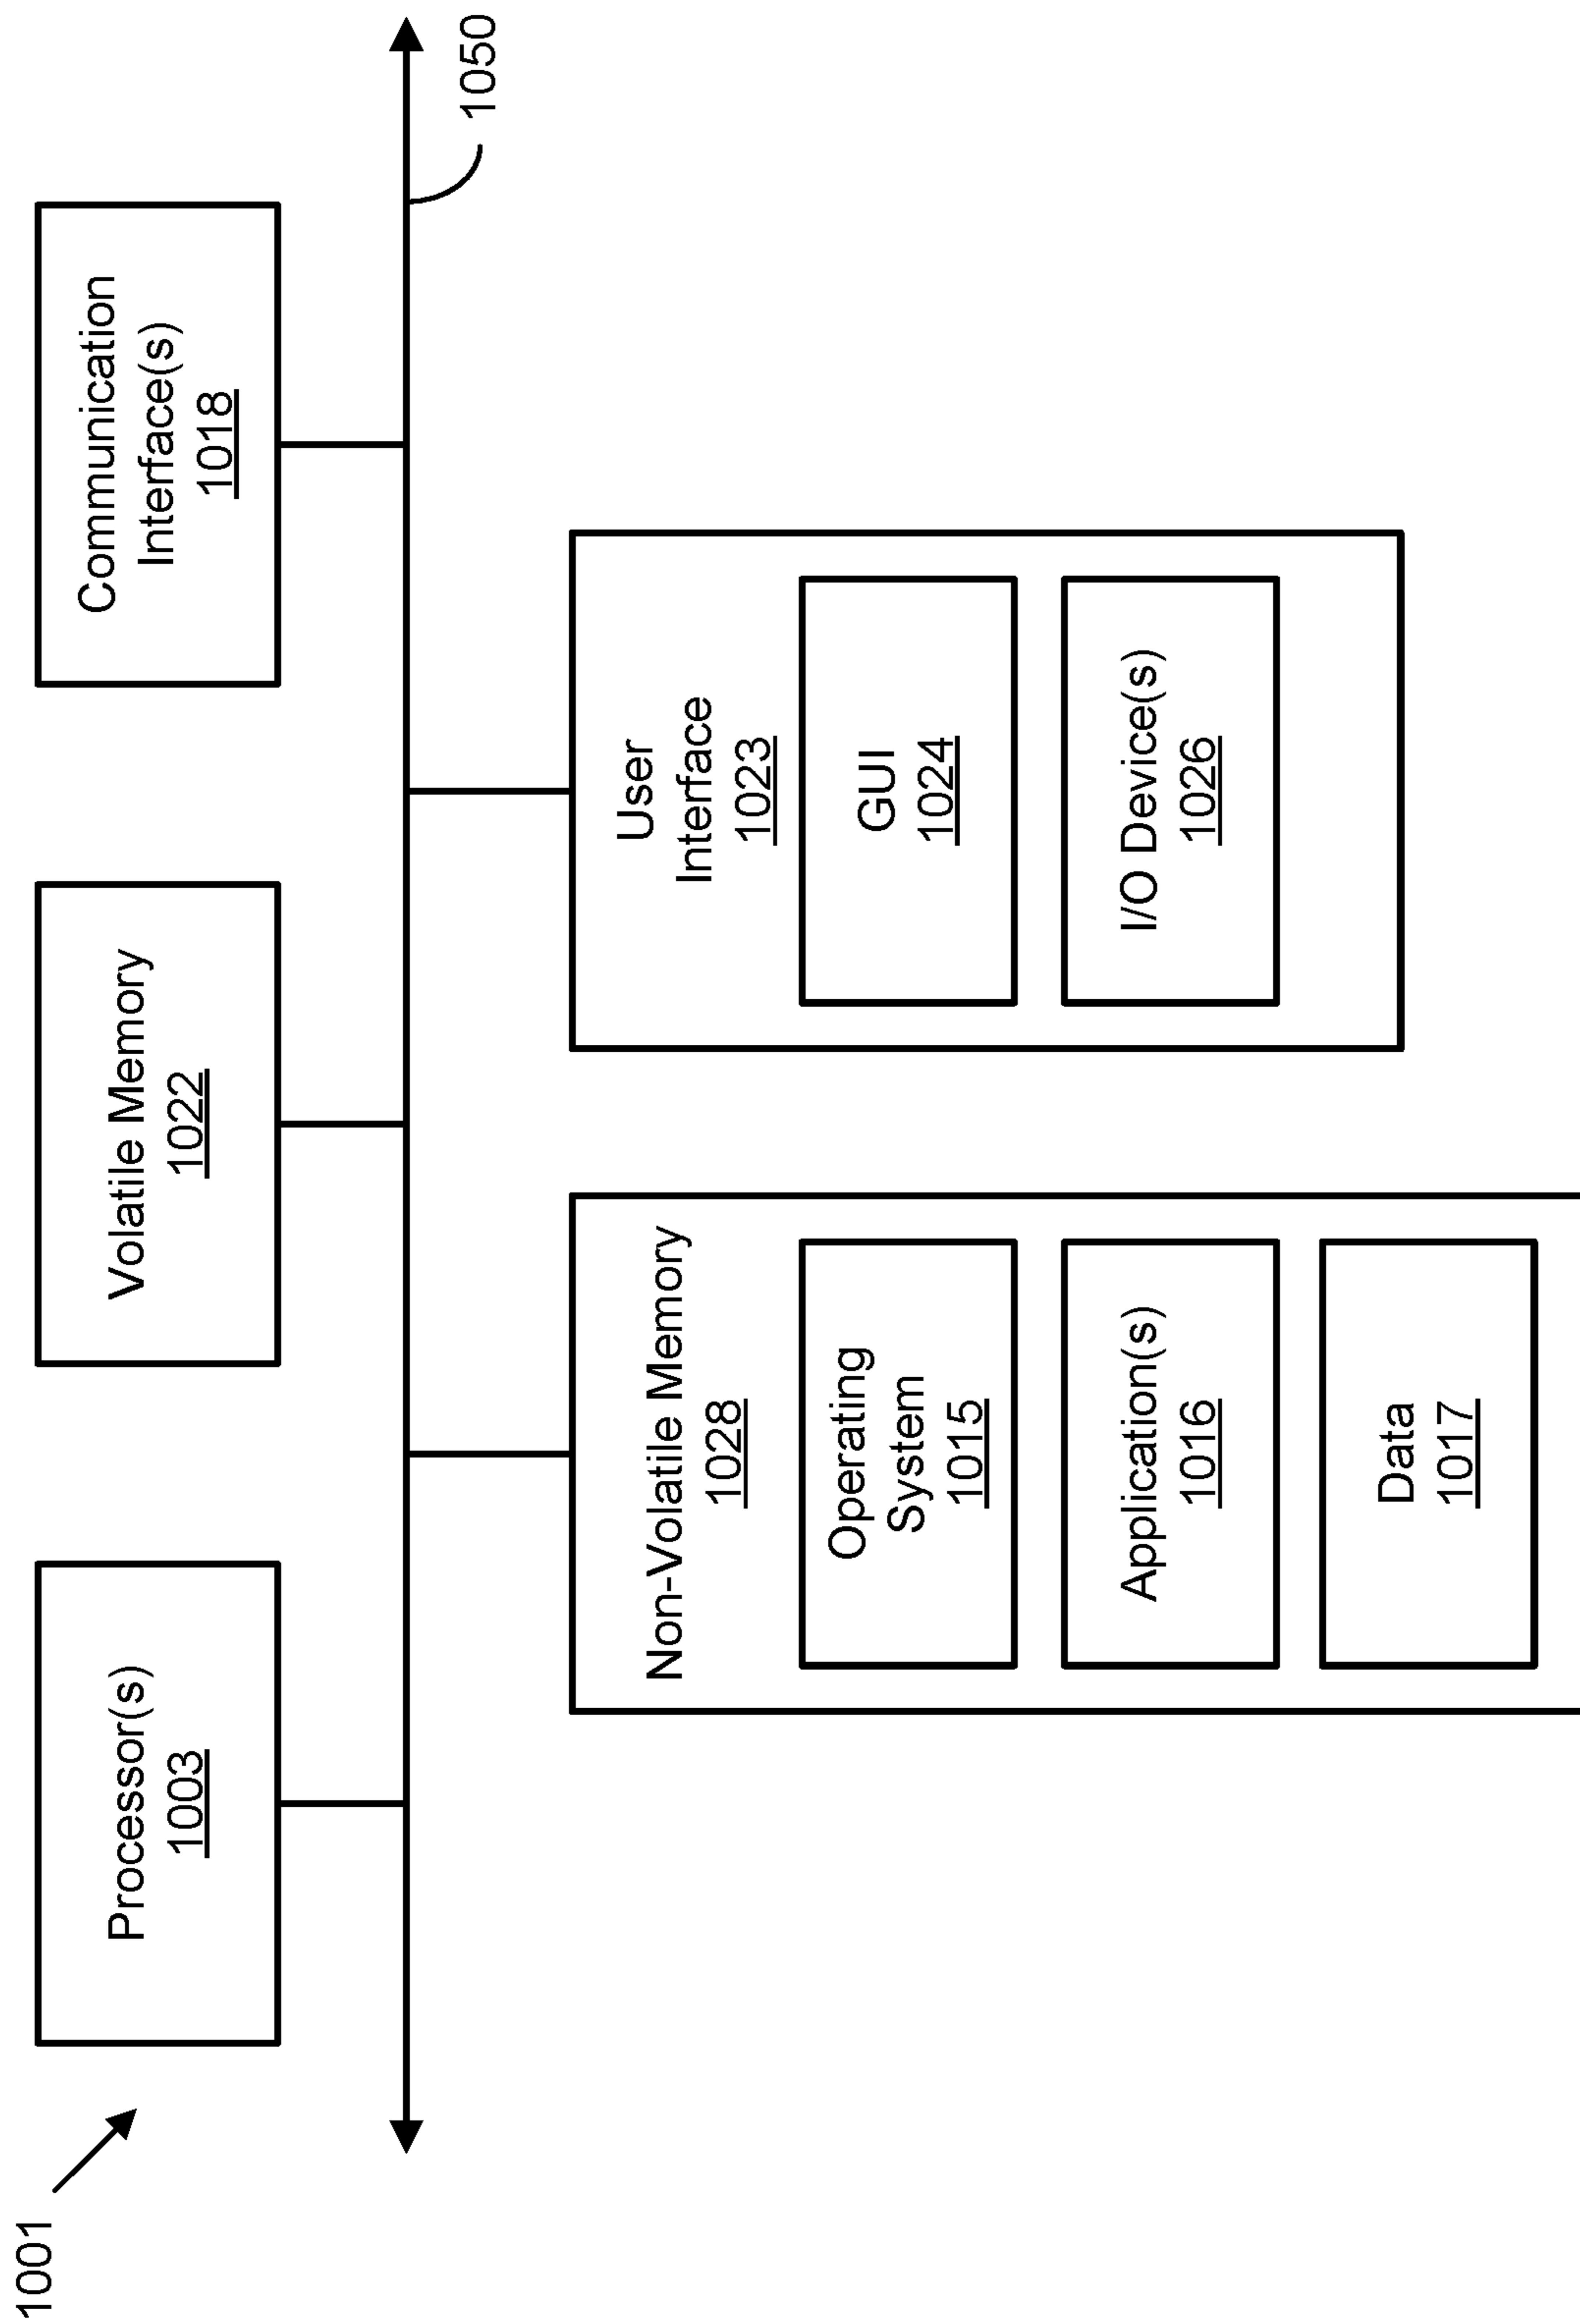 1001
Processor(s)
1003
Volatile Memory
1022
Communication
Interface(s)
1018
1050
Non-Volatile Memory
1028
Operating
System
1015
Application(s)
1016
Data
1017
User
Interface
1023
GUI
1024
I/O Device(s)
1026